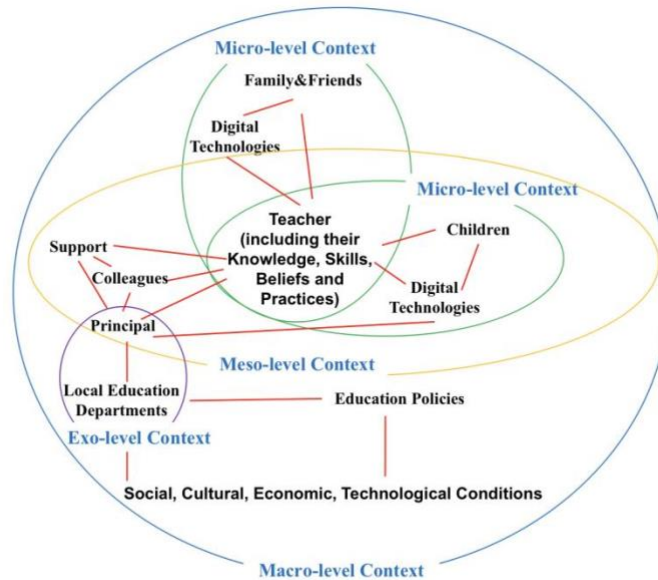 Micro-level Context
Family&Friends
Digital
Technologies
Micro-level Context
Teacher
(including their
Knowledge, Skills,
Beliefs and
Practices)
Children
Support
Colleagues
Digital
Technologies
Principal
Meso-level Context
Local Education
Departments
Education Policies
Exo-level Context
Social, Cultural, Economic, Technological Conditions
Macro-level Context